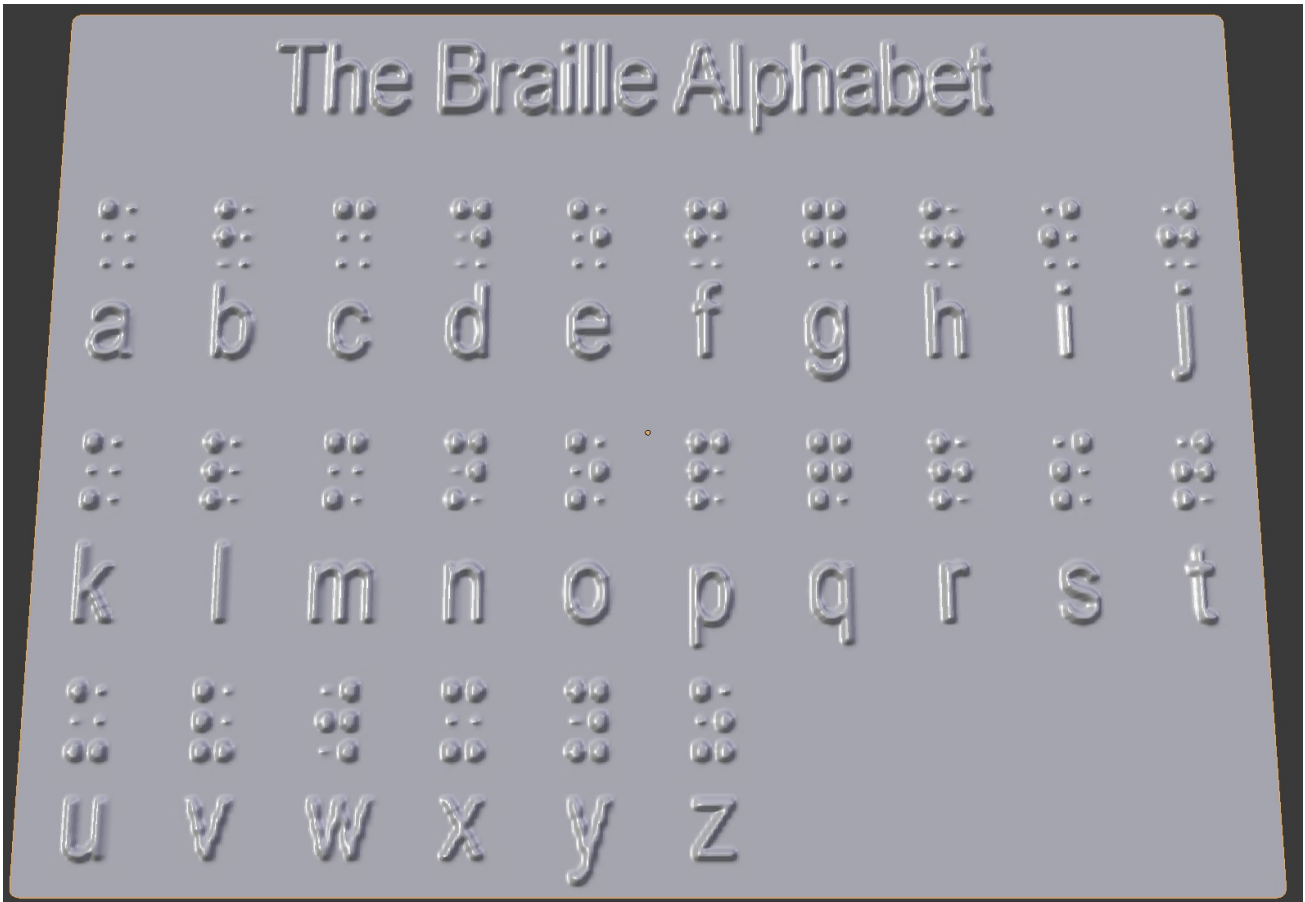 The Braille Alphabet
⠁ ⠃ ⠉ ⠙ ⠑ ⠋ ⠛ ⠓ ⠊ ⠚
a b c d e f g h i j
⠅ ⠇ ⠍ ⠝ ⠕ ⠏ ⠟ ⠗ ⠎ ⠞
k l m n o p q r s t
⠥ ⠧ ⠺ ⠭ ⠽ ⠵
u v w x y z